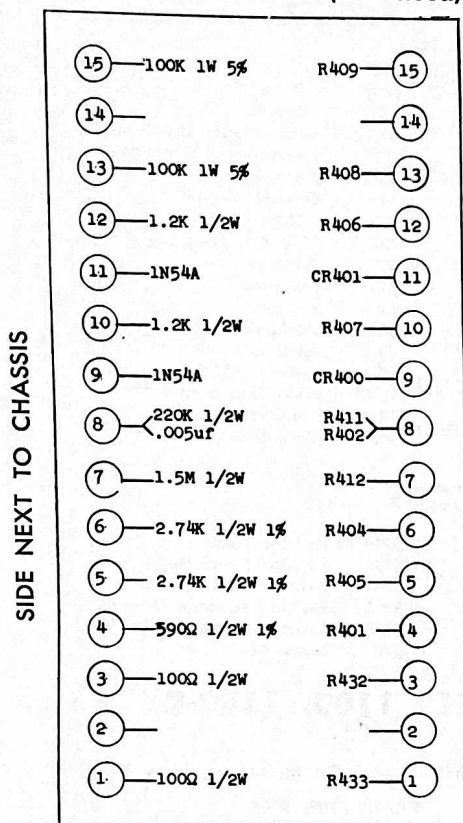 15 100K 1W 5% R409 15
14 14
13 100K 1W 5% R408 13
12 1.2K 1/2W R406 12
11 1N54A CR401 11
10 1.2K 1/2W R407 10
9 1N54A CR400 9
8 220K 1/2W R411 8
.005uf R402
7 1.5M 1/2W R412 7
6 2.74K 1/2W 1% R404 6
5 2.74K 1/2W 1% R405 5
4 590Ω 1/2W 1% R401 4
3 100Ω 1/2W R432 3
2 2
1 100Ω 1/2W R433 1
SIDE NEXT TO CHASSIS